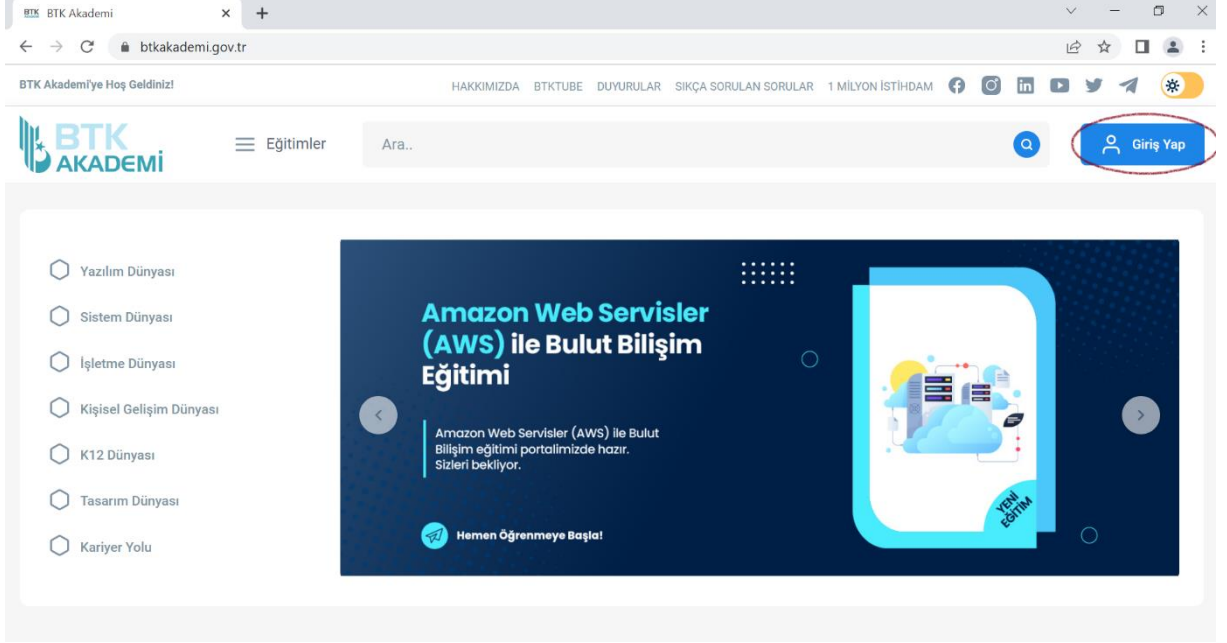 BTK BTK Akademi
btkakademi.gov.tr
BTK Akademi'ye Hoş Geldiniz!
HAKKIMIZDA BTKTUBE DUYURULAR SIKÇA SORULAN SORULAR 1 MİLYON İSTİHDAM
BTK
AKADEMİ
Eğitimler
Ara..
Giriş Yap
Yazılım Dünyası
Sistem Dünyası
İşletme Dünyası
Kişisel Gelişim Dünyası
K12 Dünyası
Tasarım Dünyası
Kariyer Yolu
Amazon Web Servisler
(AWS) ile Bulut Bilişim
Eğitimi
Amazon Web Servisler (AWS) ile Bulut
Bilişim eğitimi portalimizde hazır.
Sizleri bekliyor.
Hemen Öğrenmeye Başla!
YENİ
EĞİTİM